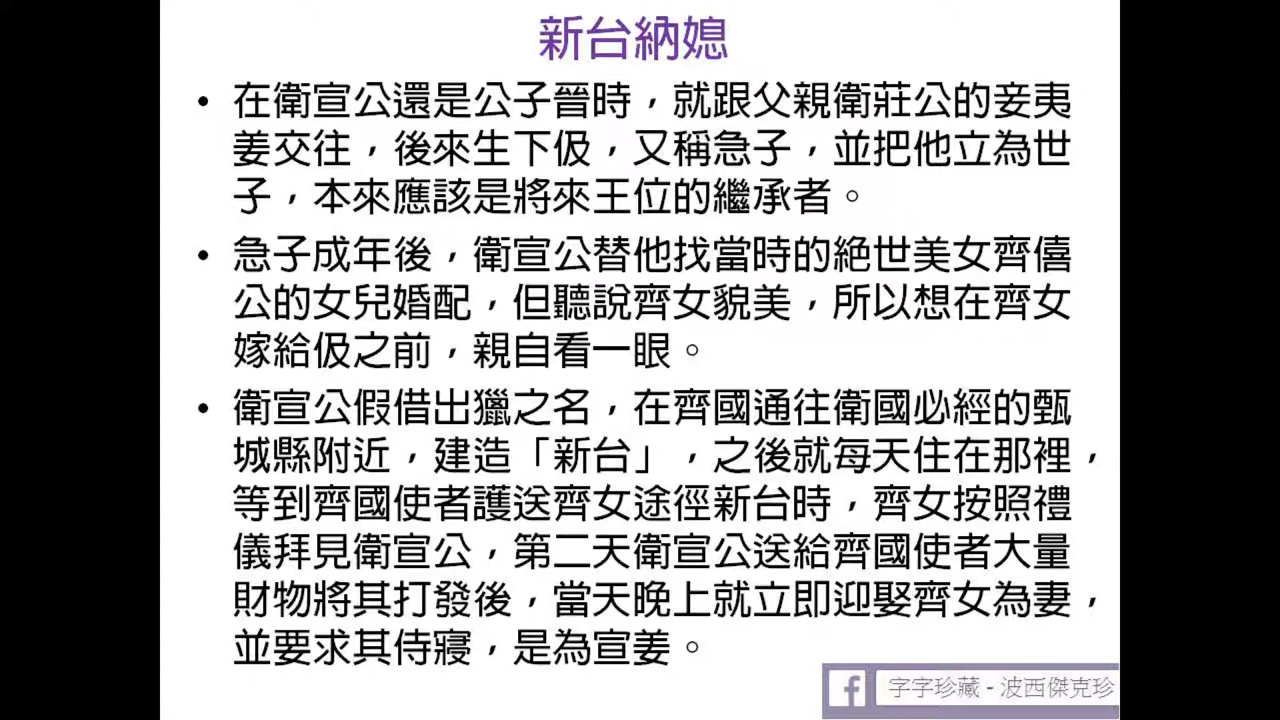 新台納媳
• 在衛宣公還是公子晉時，就跟父親衛莊公的妾夷
姜交往，後來生下伋，又稱急子，並把他立為世
子，本來應該是將來王位的繼承者。
• 急子成年後，衛宣公替他找當時的絕世美女齊僖
公的女兒婚配，但聽說齊女貌美，所以想在齊女
嫁給伋之前，親自看一眼。
• 衛宣公假借出獵之名，在齊國通往衛國必經的甄
城縣附近，建造「新台」，之後就每天住在那裡，
等到齊國使者護送齊女途徑新台時，齊女按照禮
儀拜見衛宣公，第二天衛宣公送給齊國使者大量
財物將其打發後，當天晚上就立即迎娶齊女為妻，
並要求其侍寢，是為宣姜。
字字珍藏 - 波西傑克珍